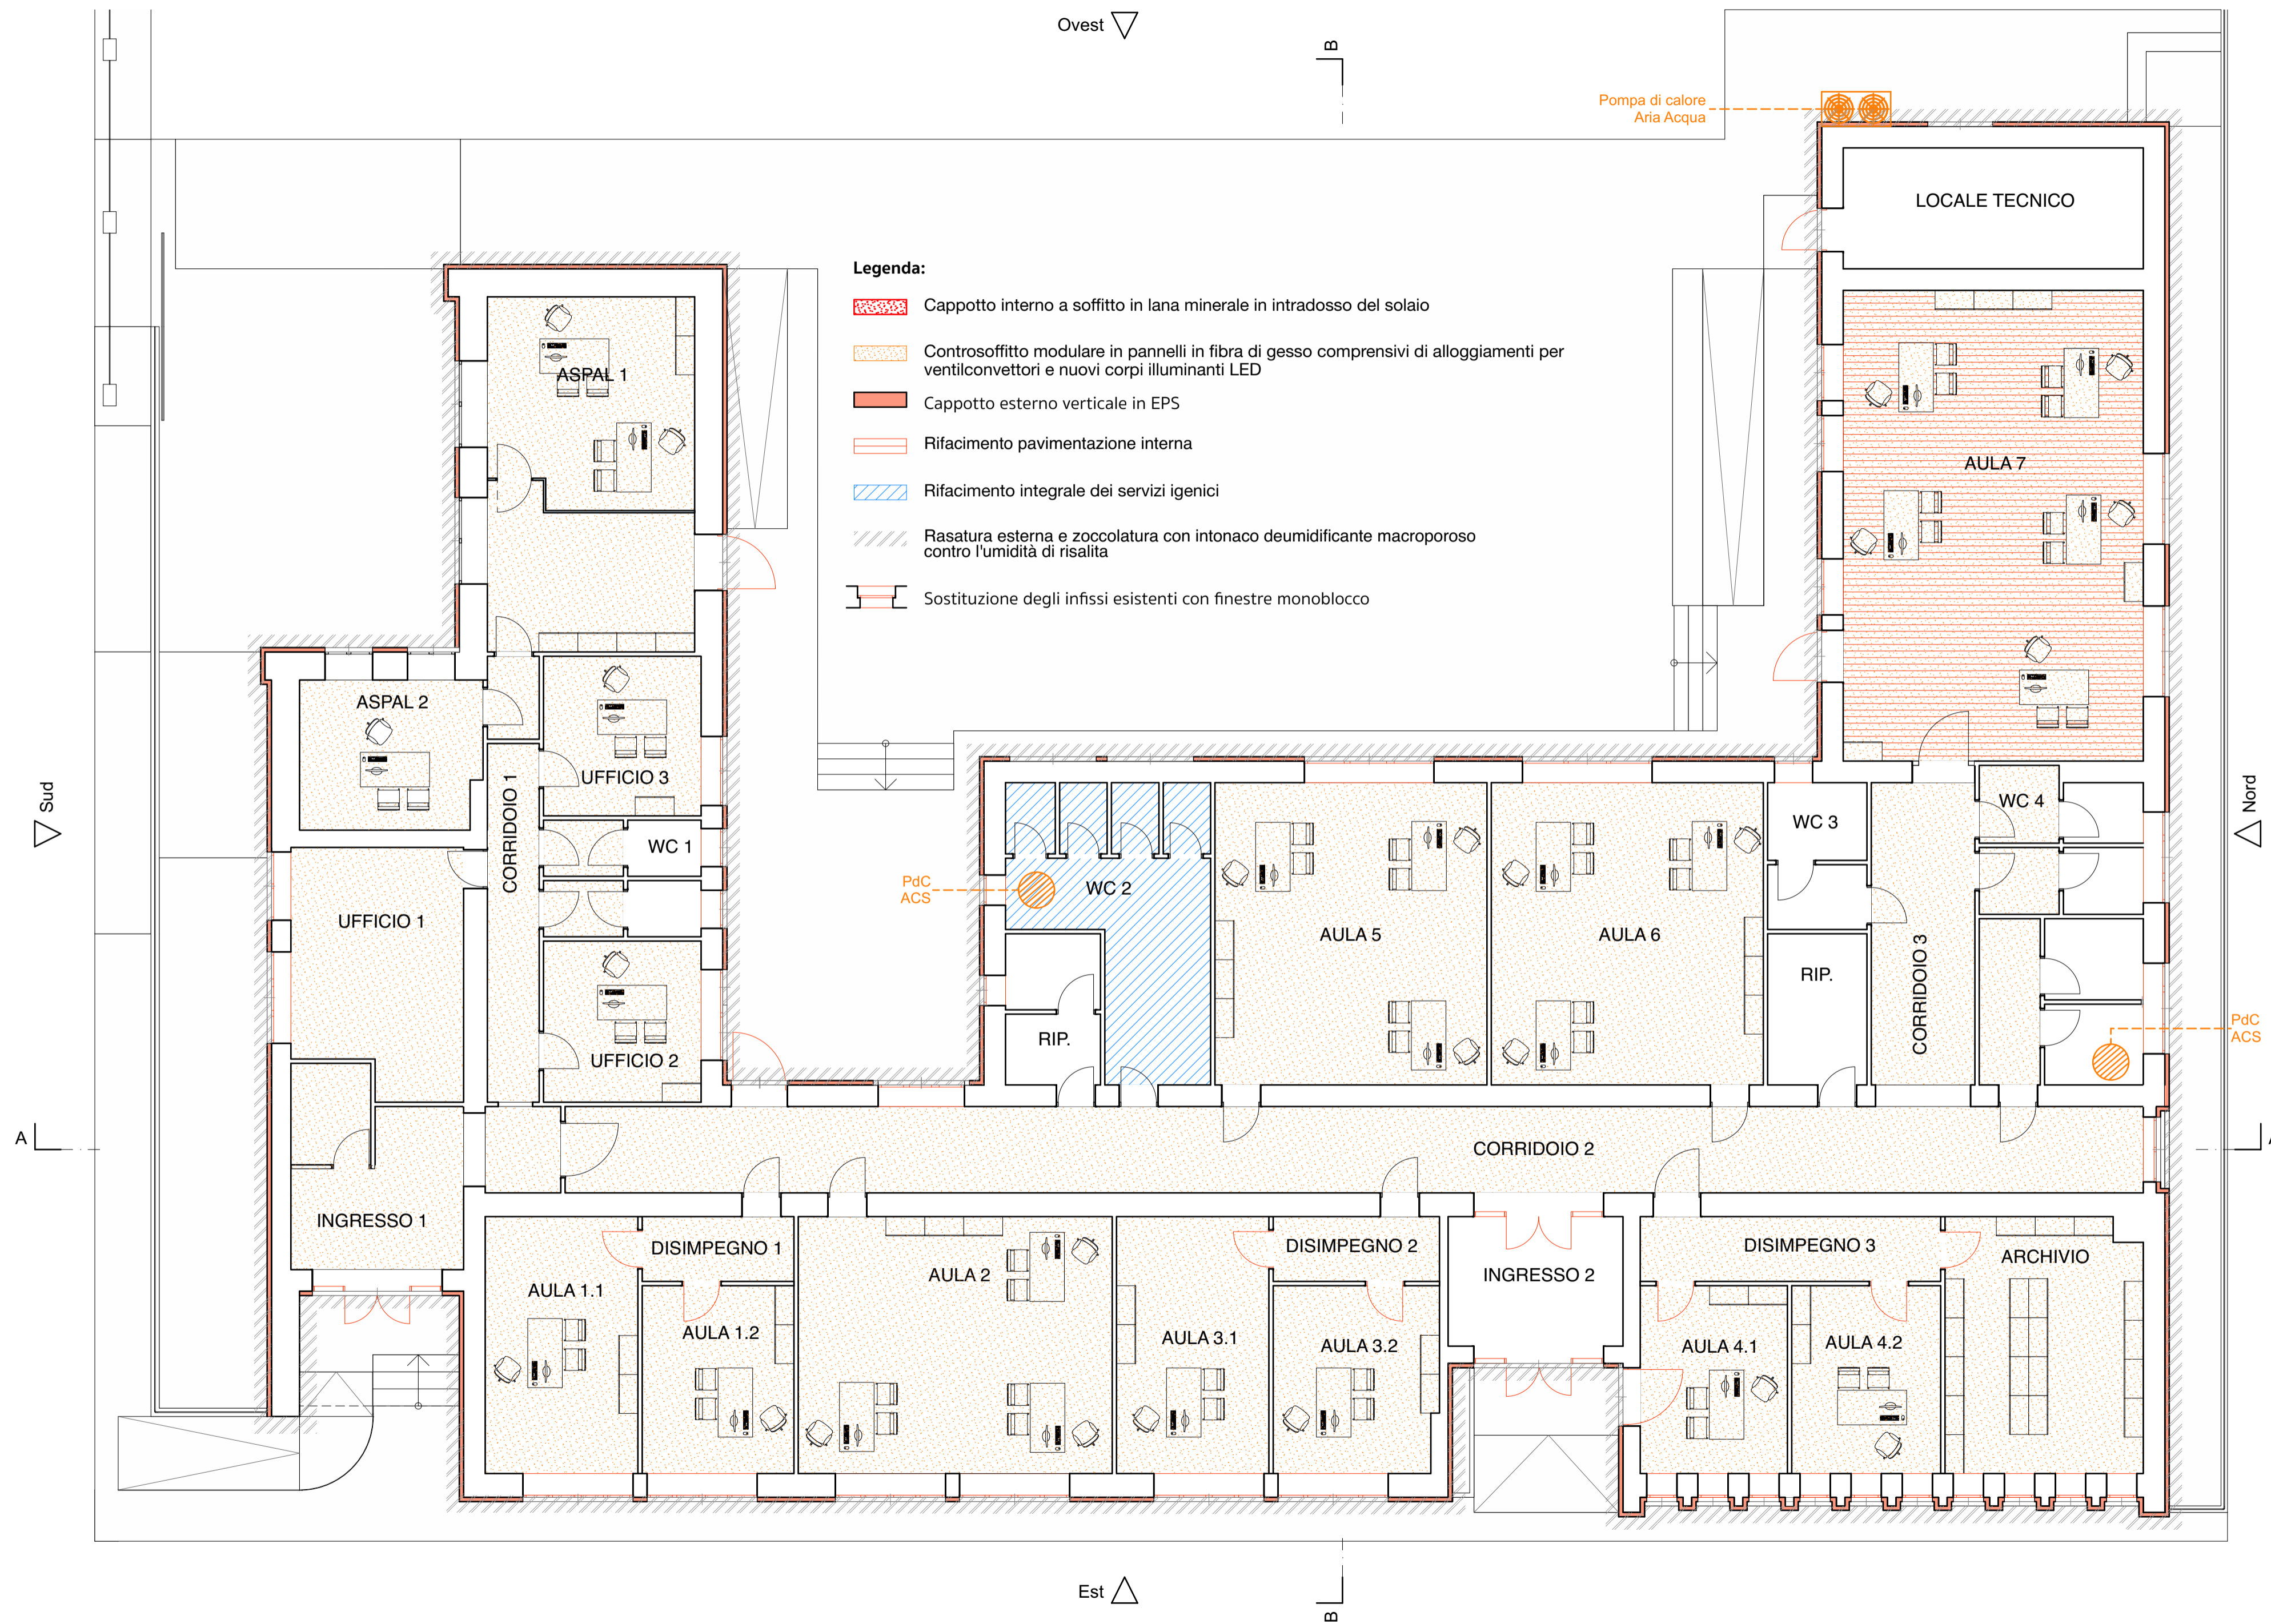 Ovest
B
Pompa di calore
Aria Acqua
LOCALE TECNICO
Legenda:
Cappotto interno a soffitto in lana minerale in intradosso del solaio
Controsoffitto modulare in pannelli in fibra di gesso comprensivi di alloggiamenti per
ventilconvettori e nuovi corpi illuminanti LED
Cappotto esterno verticale in EPS
Rifacimento pavimentazione interna
Rifacimento integrale dei servizi igenici
Rasatura esterna e zoccolatura con intonaco deumidificante macroporoso
contro l'umidità di risalita
Sostituzione degli infissi esistenti con finestre monoblocco
ASPAL 1
AULA 7
ASPAL 2
UFFICIO 3
Sud
Nord
CORRIDOIO 1
WC 1
WC 2
WC 3
WC 4
PdC
ACS
UFFICIO 1
AULA 5
AULA 6
RIP.
CORRIDOIO 3
UFFICIO 2
RIP.
PdC
ACS
A
CORRIDOIO 2
INGRESSO 1
DISIMPEGNO 1
DISIMPEGNO 2
DISIMPEGNO 3
ARCHIVIO
AULA 1.1
AULA 2
INGRESSO 2
AULA 1.2
AULA 3.1
AULA 3.2
AULA 4.1
AULA 4.2
Est
B